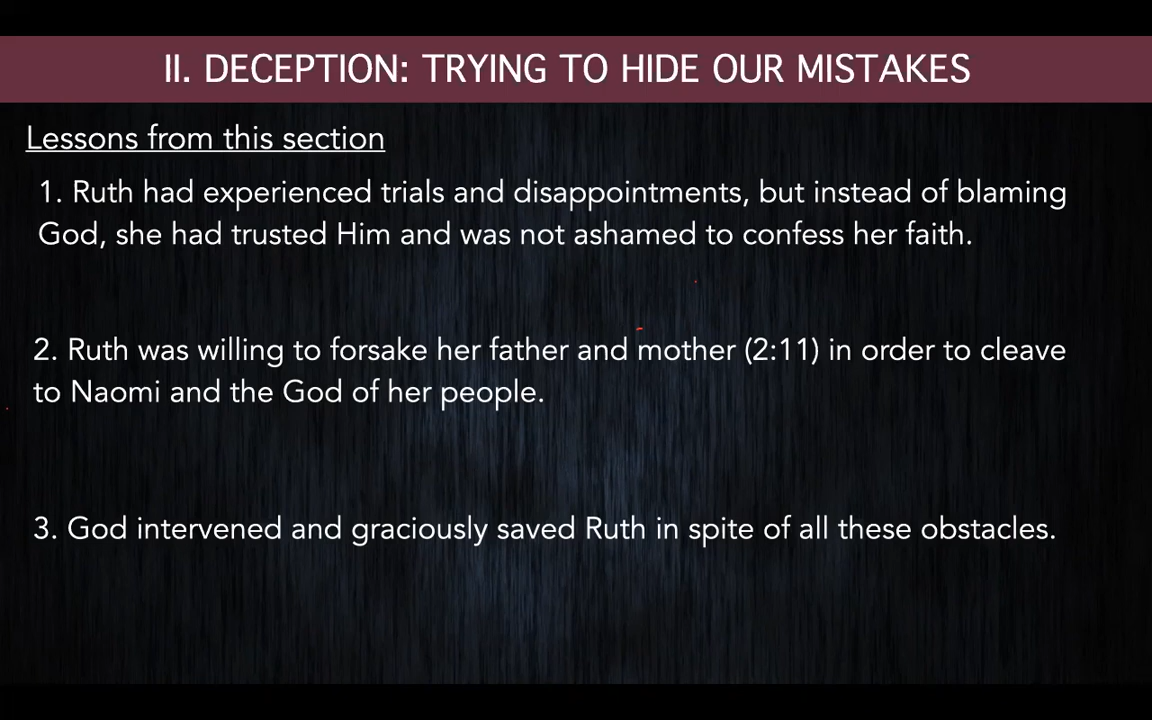 II. DECEPTION: TRYING TO HIDE OUR MISTAKES
Lessons from this section
1. Ruth had experienced trials and disappointments, but instead of blaming
God, she had trusted Him and was not ashamed to confess her faith.
2. Ruth was willing to forsake her father and mother (2:11) in order to cleave
to Naomi and the God of her people.
3. God intervened and graciously saved Ruth in spite of all these obstacles.